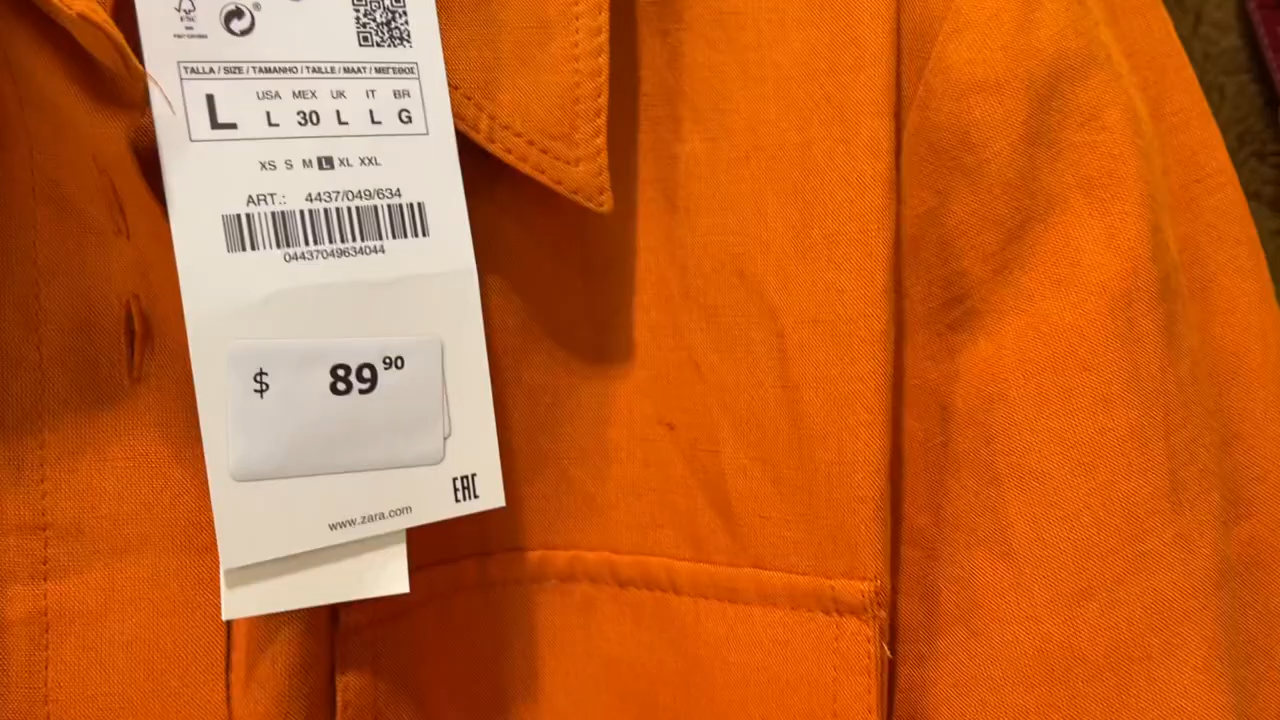 FSC
TALLA / SIZE / TAMANHO / TAILLE / MAAT / ΜΕΓΕΘΟΣ
L
USA MEX UK IT BR
L 30 L L G
XS S M L XL XXL
ART.: 4437/049/634
04437049634044
$ 89 90
EAC
www.zara.com